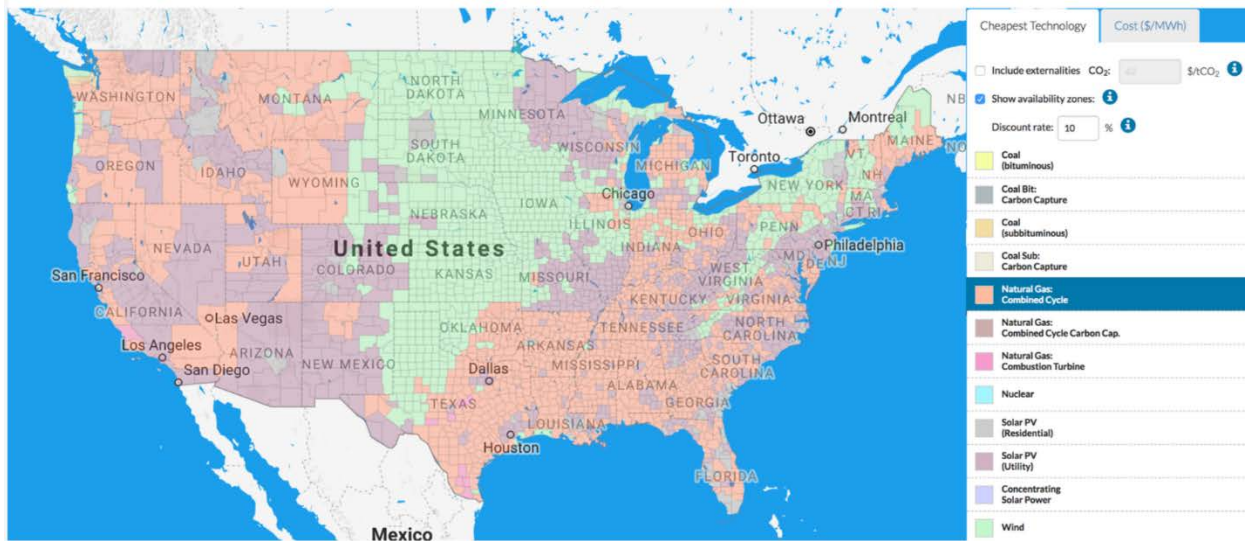 Cheapest Technology
Cost ($/MWh)
Include externalities CO₂: $/tCO₂
Show availability zones:
Discount rate: 10 %
Coal
(bituminous)
Coal Bit:
Carbon Capture
Coal
(subbituminous)
Coal Sub:
Carbon Capture
Natural Gas:
Combined Cycle
Natural Gas:
Combined Cycle Carbon Cap.
Natural Gas:
Combustion Turbine
Nuclear
Solar PV
(Residential)
Solar PV
(Utility)
Concentrating
Solar Power
Wind
WASHINGTON
MONTANA
NORTH
DAKOTA
MINNESOTA
Ottawa
Montreal
NB
MAINE
NO
OREGON
IDAHO
WYOMING
SOUTH
DAKOTA
WISCONSIN
MICHIGAN
Toronto
VT
NH
NEW YORK
MA
CT RI
Chicago
IOWA
NEBRASKA
ILLINOIS
INDIANA
OHIO
PENN
Philadelphia
MD
DE NJ
United States
NEVADA
UTAH
COLORADO
KANSAS
MISSOURI
WEST
VIRGINIA
KENTUCKY
VIRGINIA
San Francisco
CALIFORNIA
Las Vegas
OKLAHOMA
TENNESSEE
NORTH
CAROLINA
Los Angeles
ARIZONA
NEW MEXICO
ARKANSAS
MISSISSIPPI
SOUTH
CAROLINA
San Diego
Dallas
ALABAMA
GEORGIA
TEXAS
LOUISIANA
Houston
FLORIDA
Mexico